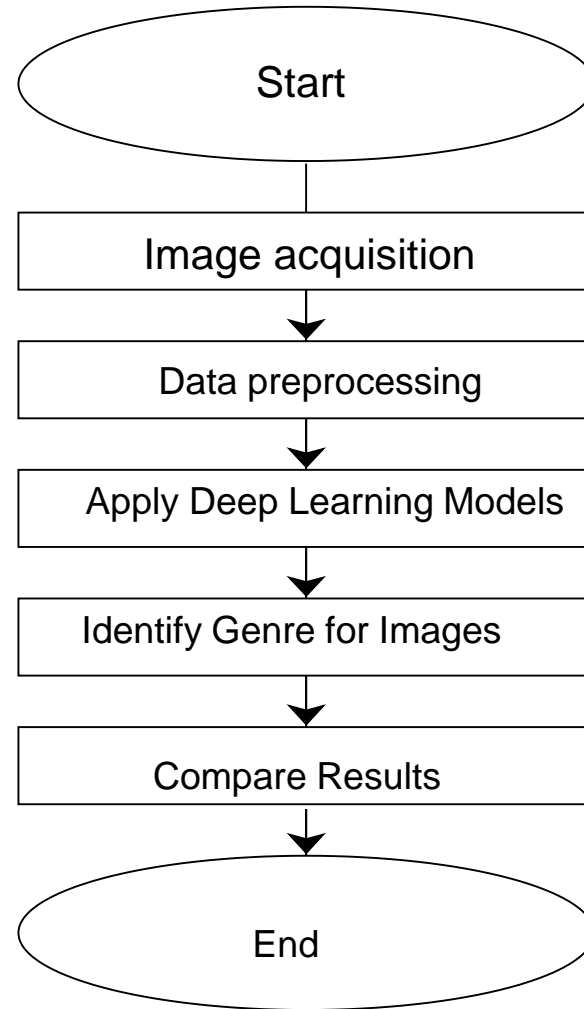 Start
Image acquisition
Data preprocessing
Apply Deep Learning Models
Identify Genre for Images
Compare Results
End